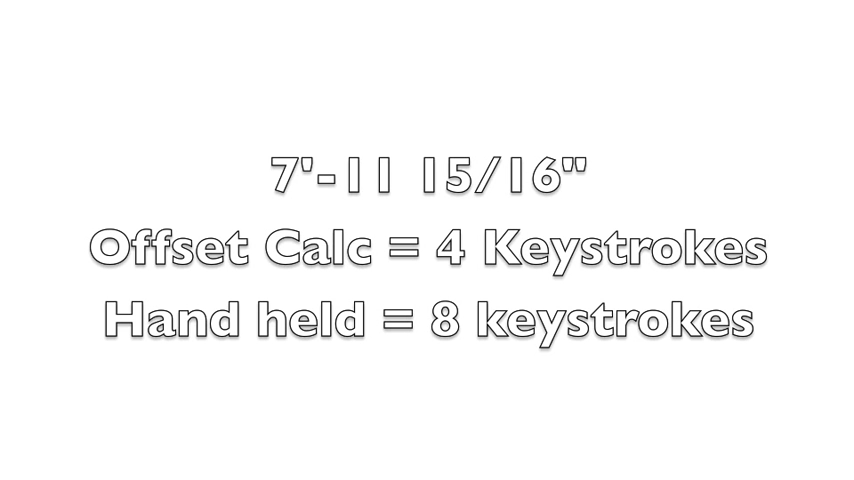 7'-11 15/16"
Offset Calc = 4 Keystrokes
Hand held = 8 keystrokes